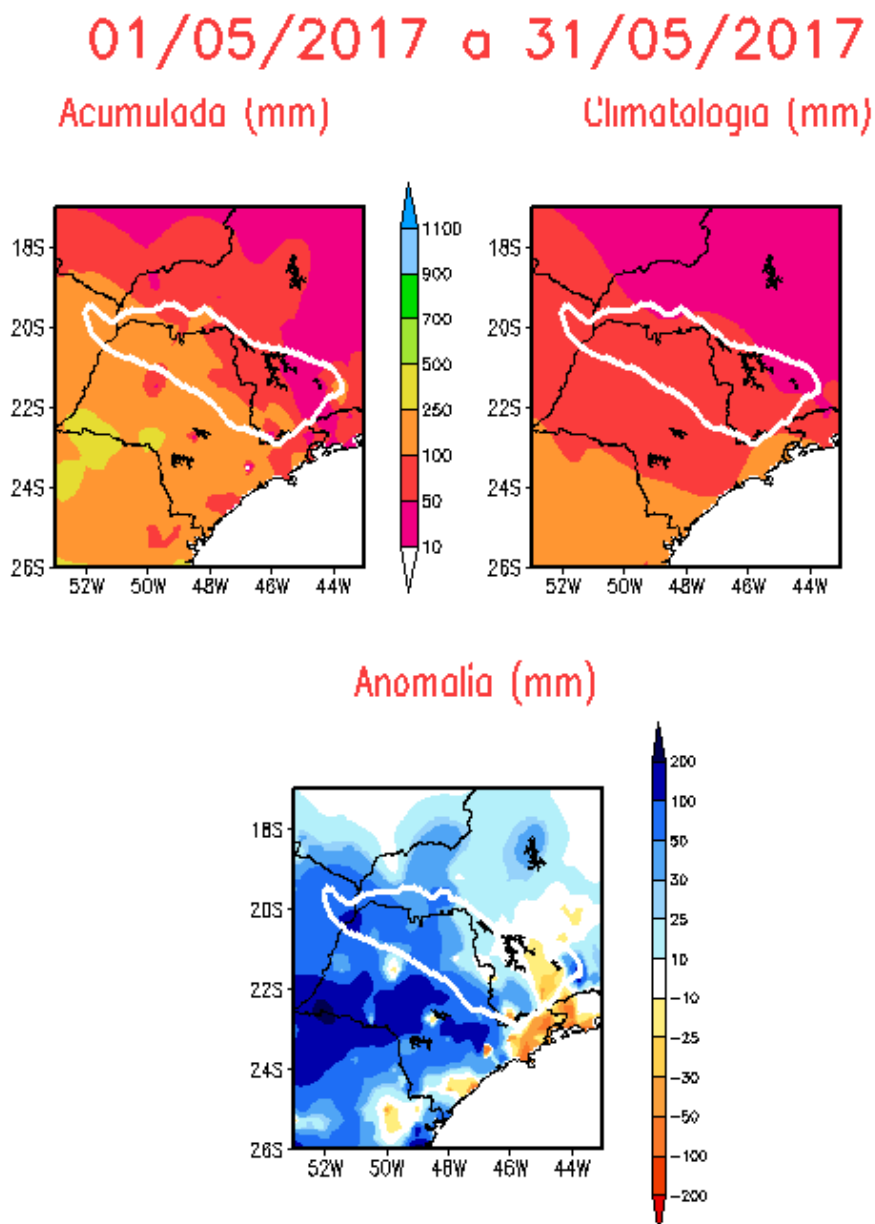 01/05/2017 a 31/05/2017
Acumulada (mm)
Climatologia (mm)
18S
20S
22S
24S
26S
52W 50W 48W 46W 44W
1100
900
700
500
250
100
50
10
18S
20S
22S
24S
26S
52W 50W 48W 46W 44W
Anomalia (mm)
18S
20S
22S
24S
26S
52W 50W 48W 46W 44W
200
100
50
30
25
10
-10
-25
-30
-50
-100
-200